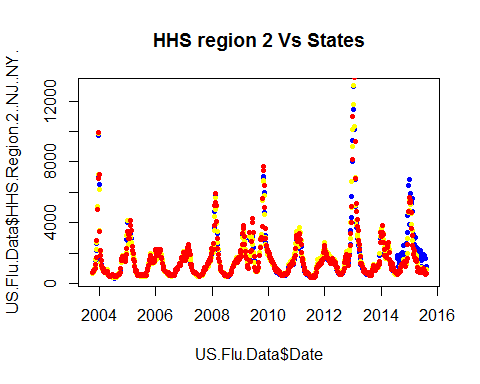 HHS region 2 Vs States
US.Flu.Data$HHS.Region.2..NJ..NY.
12000
8000
4000
0
2004 2006 2008 2010 2012 2014 2016
US.Flu.Data$Date